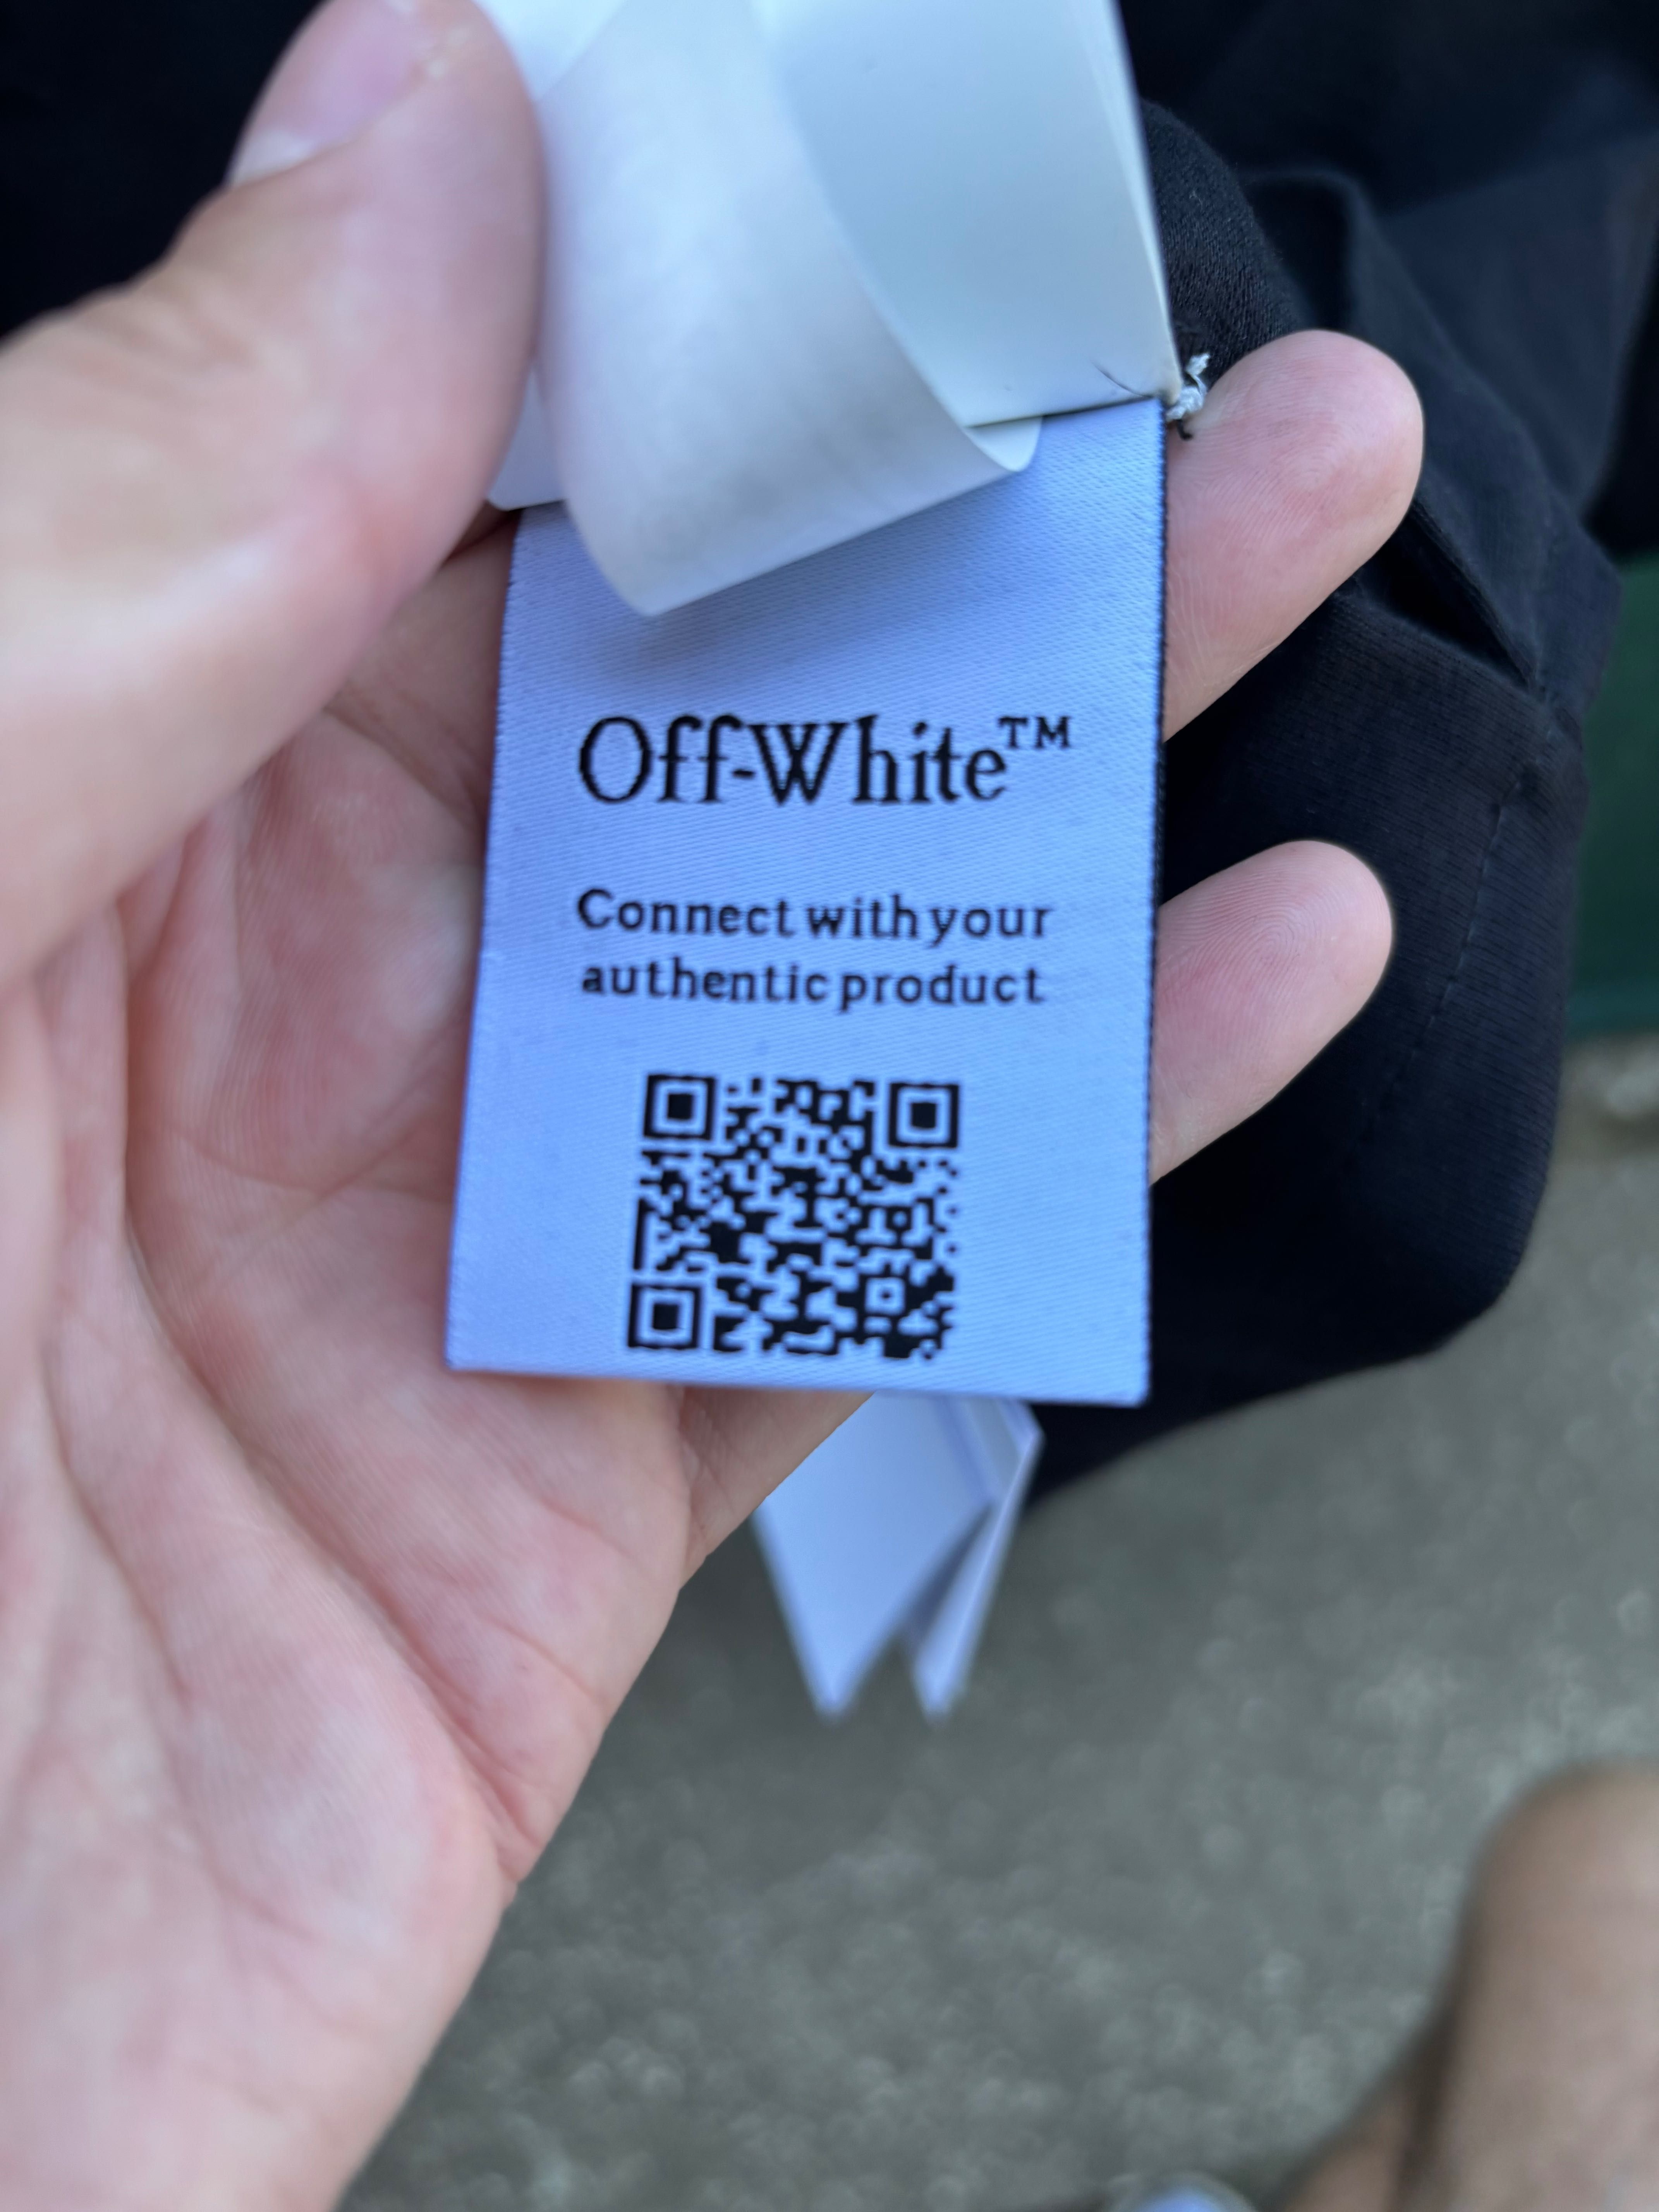 Off-White™
Connect with your
authentic product